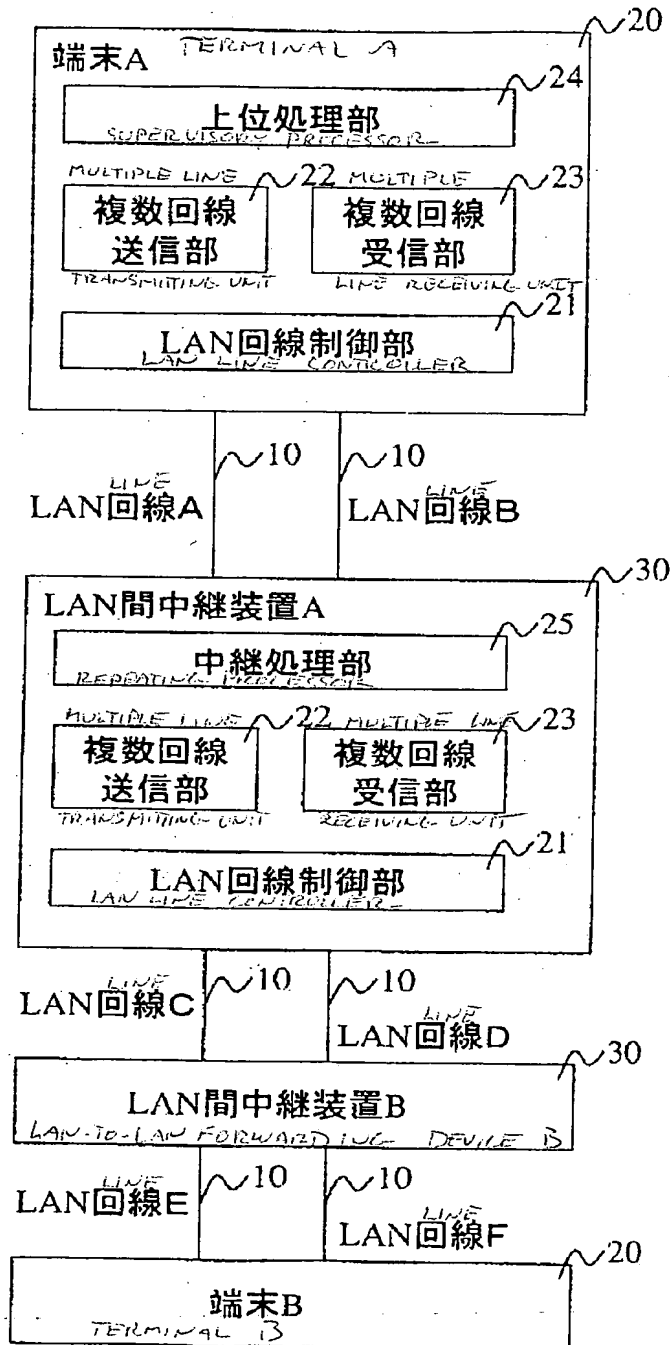 20
端末A TERMINAL A
24
上位処理部
SUPERVISORY PROCESSOR
MULTIPLE LINE 22 MULTIPLE 23
複数回線 複数回線
送信部 受信部
TRANSMITTING UNIT LINE RECEIVING UNIT
21
LAN回線制御部
LAN LINE CONTROLLER
10 10
LINE LINE
LAN回線A LAN回線B
30
LAN間中継装置A
25
中継処理部
REPEATING PROCESSOR
MULTIPLE LINE 22 MULTIPLE LINE 23
複数回線 複数回線
送信部 受信部
TRANSMITTING UNIT RECEIVING UNIT
21
LAN回線制御部
LAN LINE CONTROLLER
LINE 10 10
LAN回線C LINE
LAN回線D
30
LAN間中継装置B
LAN-TO-LAN FORWARDING DEVICE B
LINE 10 10
LAN回線E LINE
LAN回線F
20
端末B
TERMINAL B